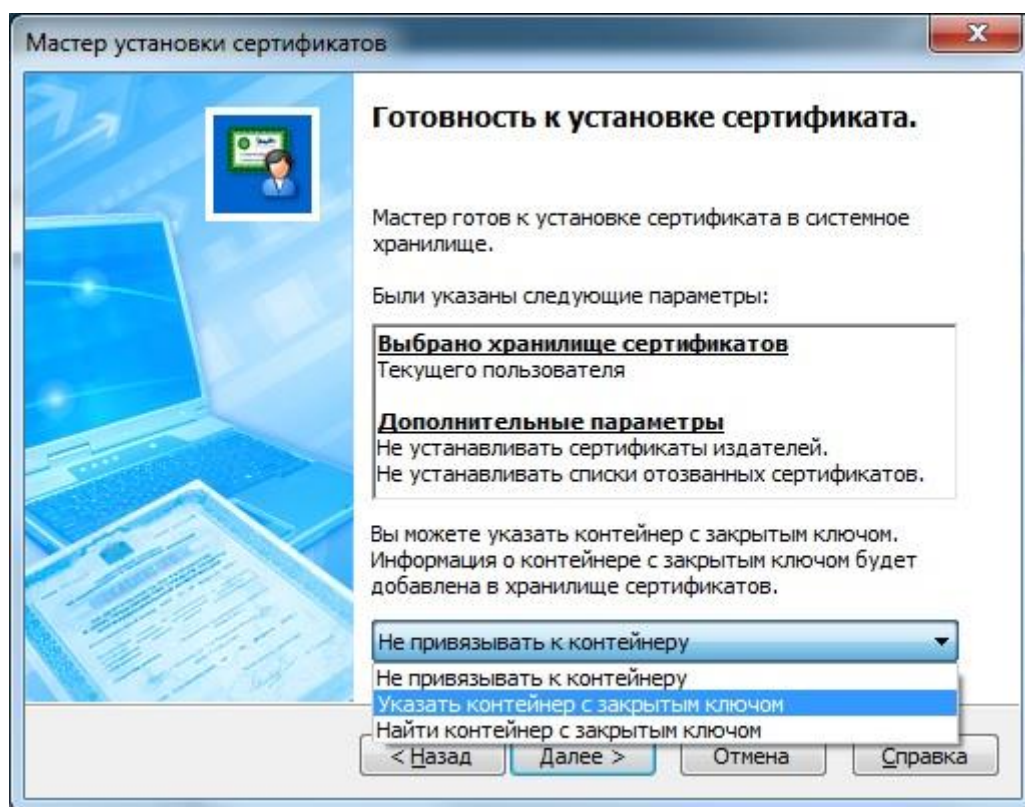 Мастер установки сертификатов
Готовность к установке сертификата.
Мастер готов к установке сертификата в системное
хранилище.
Были указаны следующие параметры:
Выбрано хранилище сертификатов
Текущего пользователя
Дополнительные параметры
Не устанавливать сертификаты издателей.
Не устанавливать списки отозванных сертификатов.
Вы можете указать контейнер с закрытым ключом.
Информация о контейнере с закрытым ключом будет
добавлена в хранилище сертификатов.
Не привязывать к контейнеру
Не привязывать к контейнеру
Указать контейнер с закрытым ключом
Найти контейнер с закрытым ключом
< Назад Далее > Отмена Справка